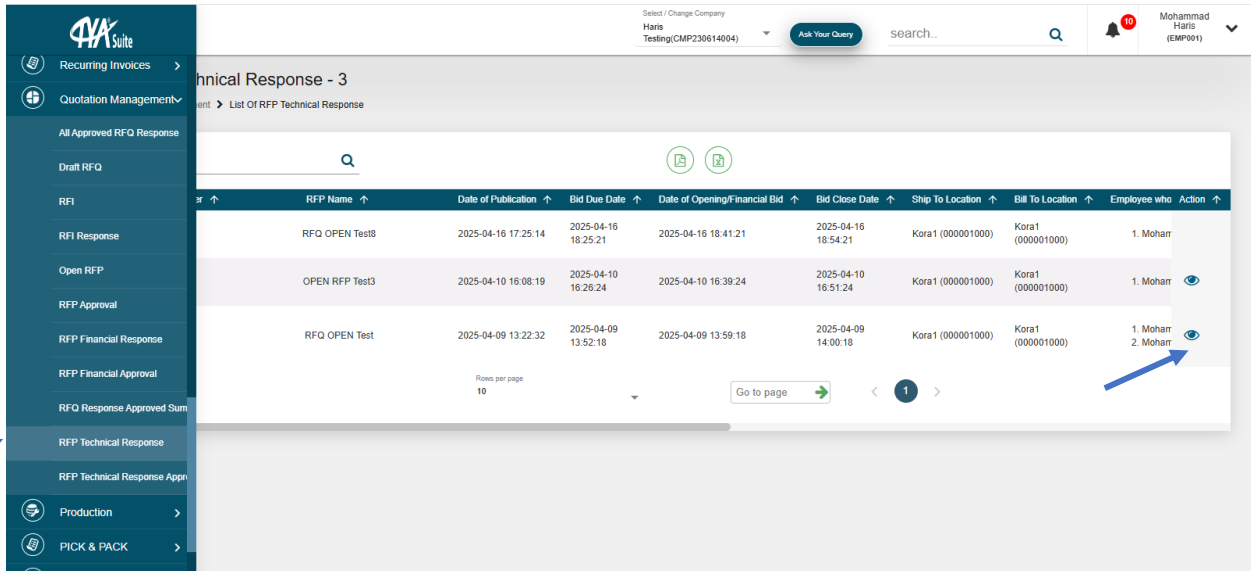 Select / Change Company
AYA Suite
Haris
Testing(CMP230614004)
Ask Your Query
search..
10
Mohammad
Haris
(EMP001)
Recurring Invoices
Quotation Management
All Approved RFQ Response
Draft RFQ
RFI
RFI Response
Open RFP
RFP Approval
RFP Financial Response
RFP Financial Approval
RFQ Response Approved Sum
RFP Technical Response
RFP Technical Response Appr
Production
PICK & PACK
hnical Response - 3
ent > List Of RFP Technical Response
er ↑ RFP Name ↑ Date of Publication ↑ Bid Due Date ↑ Date of Opening/Financial Bid ↑ Bid Close Date ↑ Ship To Location ↑ Bill To Location ↑ Employee who Action ↑
RFQ OPEN Test8 2025-04-16 17:25:14 2025-04-16 18:25:21 2025-04-16 18:41:21 2025-04-16 18:54:21 Kora1 (000001000) Kora1 (000001000) 1. Moham
OPEN RFP Test3 2025-04-10 16:08:19 2025-04-10 16:26:24 2025-04-10 16:39:24 2025-04-10 16:51:24 Kora1 (000001000) Kora1 (000001000) 1. Moham
RFQ OPEN Test 2025-04-09 13:22:32 2025-04-09 13:52:18 2025-04-09 13:59:18 2025-04-09 14:00:18 Kora1 (000001000) Kora1 (000001000) 1. Moham 2. Moham
Rows per page
10
Go to page
< 1 >